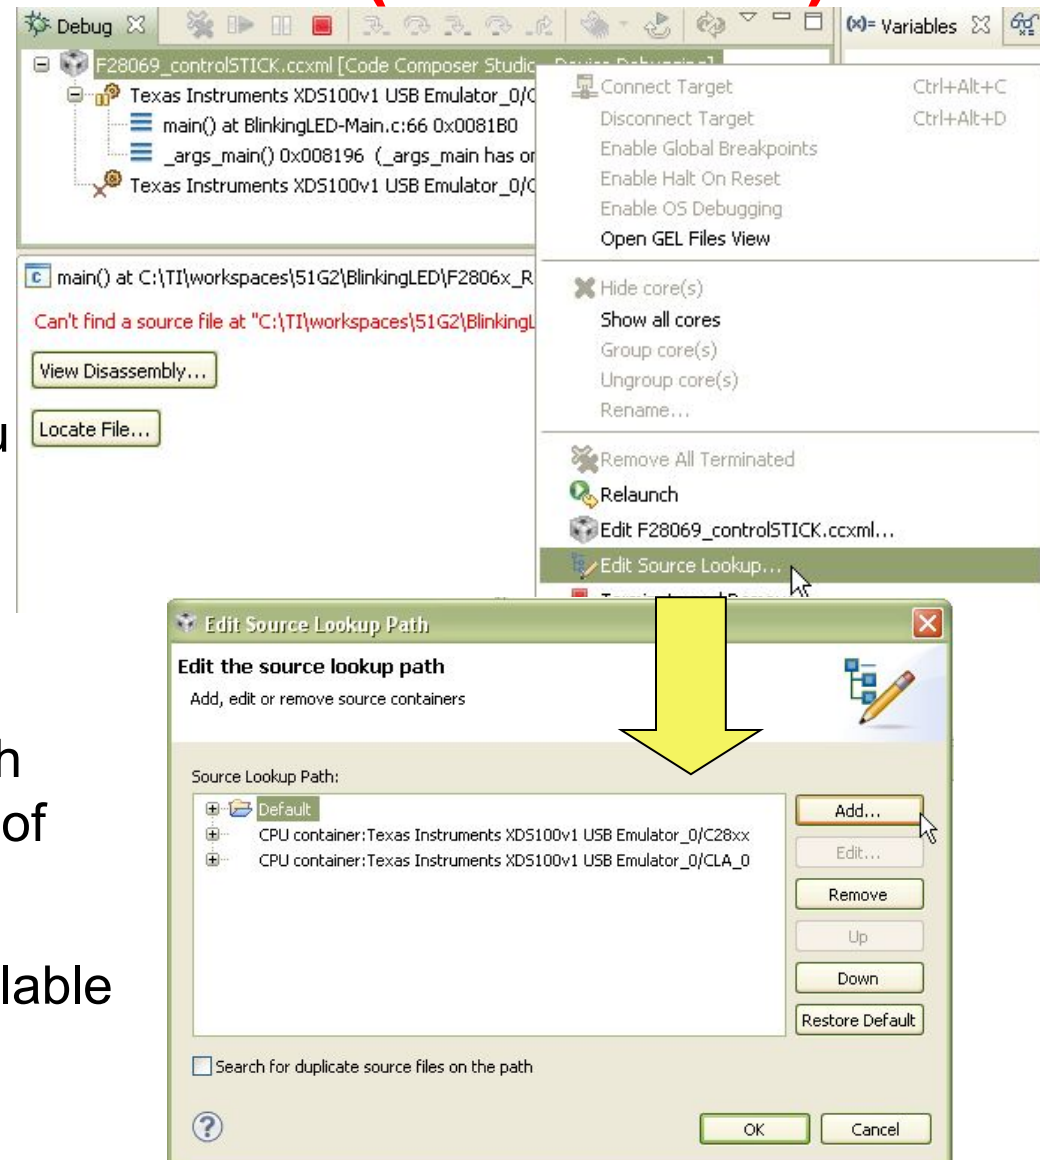 Debug
(x)= Variables
F28069_controlSTICK.ccxml [Code Composer Studio - Device Debugging]
Texas Instruments XDS100v1 USB Emulator_0/C
main() at BlinkingLED-Main.c:66 0x0081B0
_args_main() 0x008196 (_args_main has or
Texas Instruments XDS100v1 USB Emulator_0/C
Connect Target Ctrl+Alt+C
Disconnect Target Ctrl+Alt+D
Enable Global Breakpoints
Enable Halt On Reset
Enable OS Debugging
Open GEL Files View
Hide core(s)
Show all cores
Group core(s)
Ungroup core(s)
Rename...
Remove All Terminated
Relaunch
Edit F28069_controlSTICK.ccxml...
Edit Source Lookup...
main() at C:\TI\workspaces\51G2\BlinkingLED\F2806x_R
Can't find a source file at "C:\TI\workspaces\51G2\BlinkingL
View Disassembly...
Locate File...
u
h
of
lable
Edit Source Lookup Path
Edit the source lookup path
Add, edit or remove source containers
Source Lookup Path:
Default
CPU container:Texas Instruments XDS100v1 USB Emulator_0/C28xx
CPU container:Texas Instruments XDS100v1 USB Emulator_0/CLA_0
Add...
Edit...
Remove
Up
Down
Restore Default
Search for duplicate source files on the path
OK
Cancel